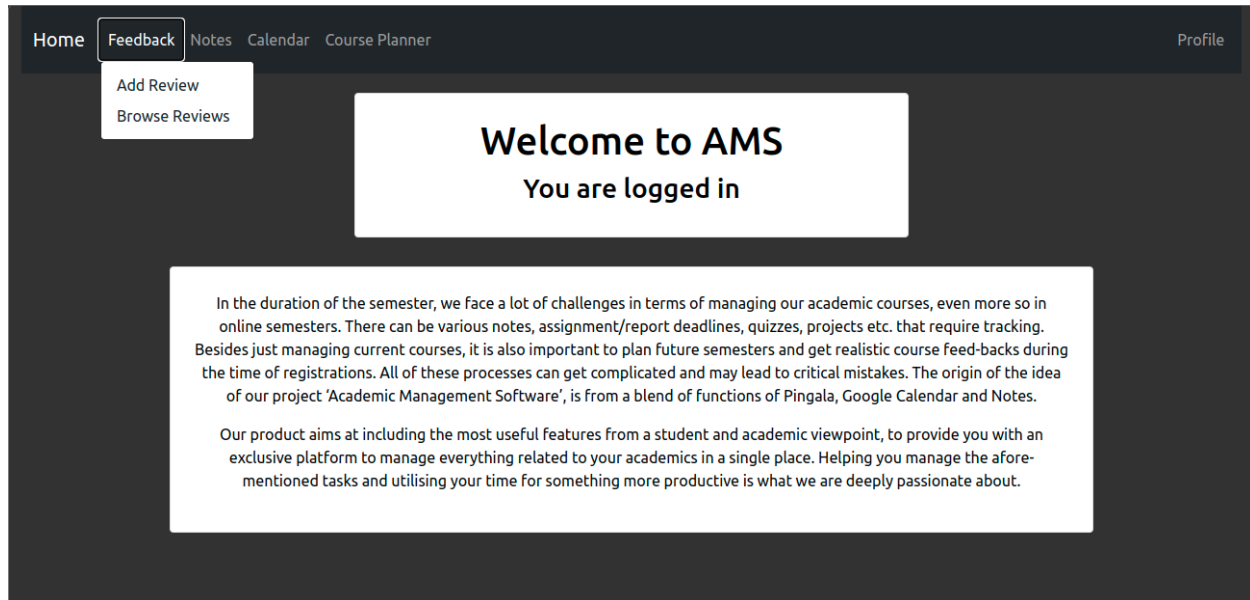 Home Feedback Notes Calendar Course Planner Profile
Add Review
Browse Reviews
Welcome to AMS
You are logged in
In the duration of the semester, we face a lot of challenges in terms of managing our academic courses, even more so in
online semesters. There can be various notes, assignment/report deadlines, quizzes, projects etc. that require tracking.
Besides just managing current courses, it is also important to plan future semesters and get realistic course feed-backs during
the time of registrations. All of these processes can get complicated and may lead to critical mistakes. The origin of the idea
of our project ‘Academic Management Software’, is from a blend of functions of Pingala, Google Calendar and Notes.
Our product aims at including the most useful features from a student and academic viewpoint, to provide you with an
exclusive platform to manage everything related to your academics in a single place. Helping you manage the afore-
mentioned tasks and utilising your time for something more productive is what we are deeply passionate about.